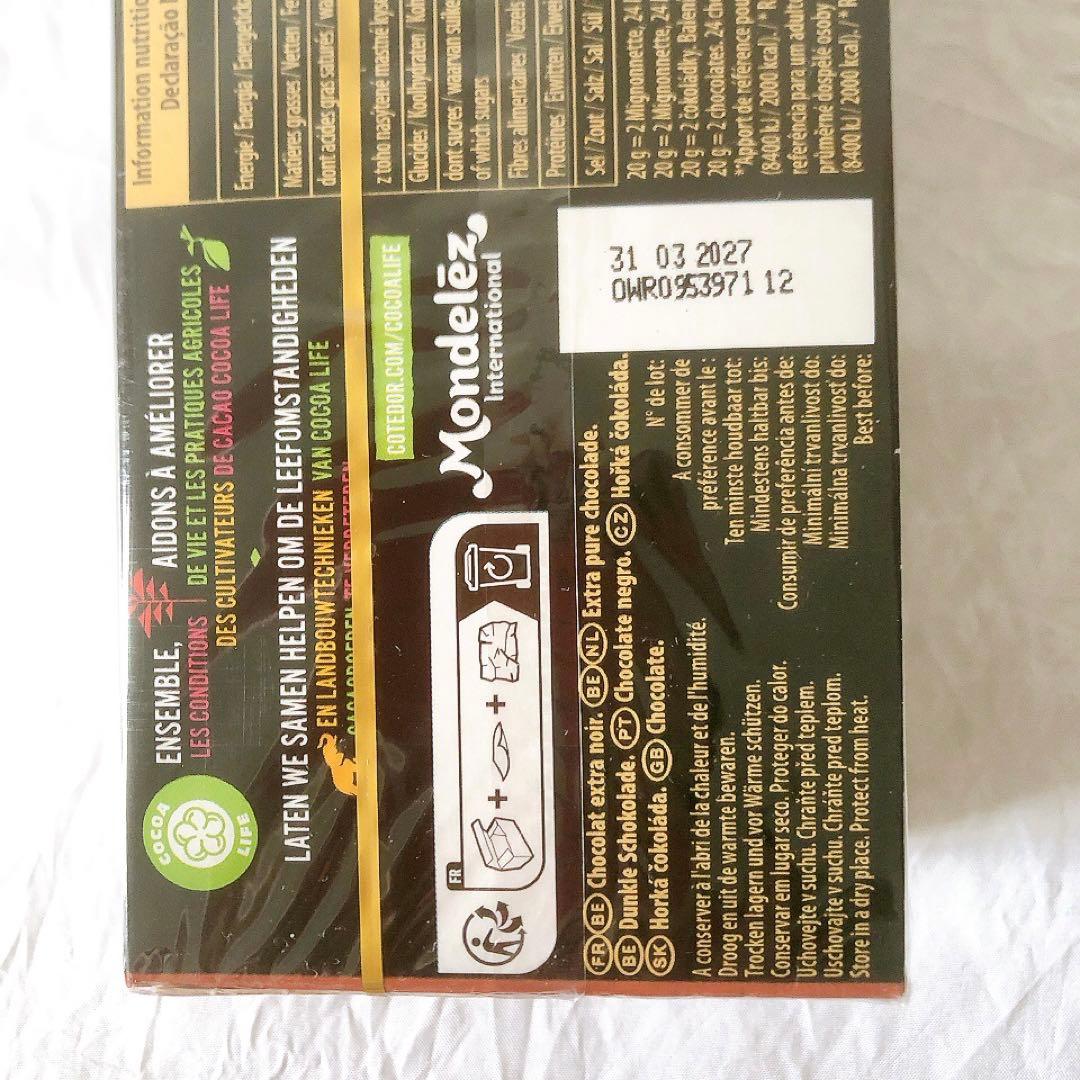 COCOA LIFE
ENSEMBLE, AIDONS À AMÉLIORER
LES CONDITIONS DE VIE ET LES PRATIQUES AGRICOLES
DES CULTIVATEURS DE CACAO COCOA LIFE
LATEN WE SAMEN HELPEN OM DE LEEFOMSTANDIGHEDEN
EN LANDBOUWTECHNIEKEN VAN COCOA LIFE
COTEDOR.COM/COCOALIFE
Mondelēz,
International
FR
FR BE Chocolat extra noir. BE NL Extra pure chocolade.
BE Dunkle Schokolade. PT Chocolate negro. CZ Hořká čokoláda.
SK Horká čokoláda. GB Chocolate.
A conserver à l'abri de la chaleur et de l'humidité.
Droog en uit de warmte bewaren.
Trocken lagern und vor Wärme schützen.
Conservar em lugar seco. Proteger do calor.
Uchovejte v suchu. Chraňte před teplem.
Uschovajte v suchu. Chráňte pred teplom.
Store in a dry place. Protect from heat.
N° de lot:
A consommer de
préférence avant le :
Ten minste houdbaar tot:
Mindestens haltbar bis:
Consumir de preferência antes de:
Minimální trvanlivost do:
Minimálna trvanlivosť do:
Best before:
31 03 2027
OWR0953971 12
Information nutritio
Declaração
Energie / Energia / Energetick
Matières grasses / Vetten / Fe
dont acides gras saturés / wa
z toho nasýtené mastné kyse
Glucides / Koolhydraten / Koh
dont sucres / waarvan suike
of which sugars
Fibres alimentaires / Vezels
Protéines / Eiwitten / Eiwei
Sel / Zout / Salz / Sal / Sůl /
20 g = 2 Mignonnette, 24
20 g = 2 Mignonnette, 24
20 g = 2 čokolády. Balen
20 g = 2 chocolates. 24 cho
*Apport de référence pou
(8400 kJ / 2000 kcal). / * R
referência para um adulto
průměrné dospělé osoby
(8400 kJ / 2000 kcal). / * R